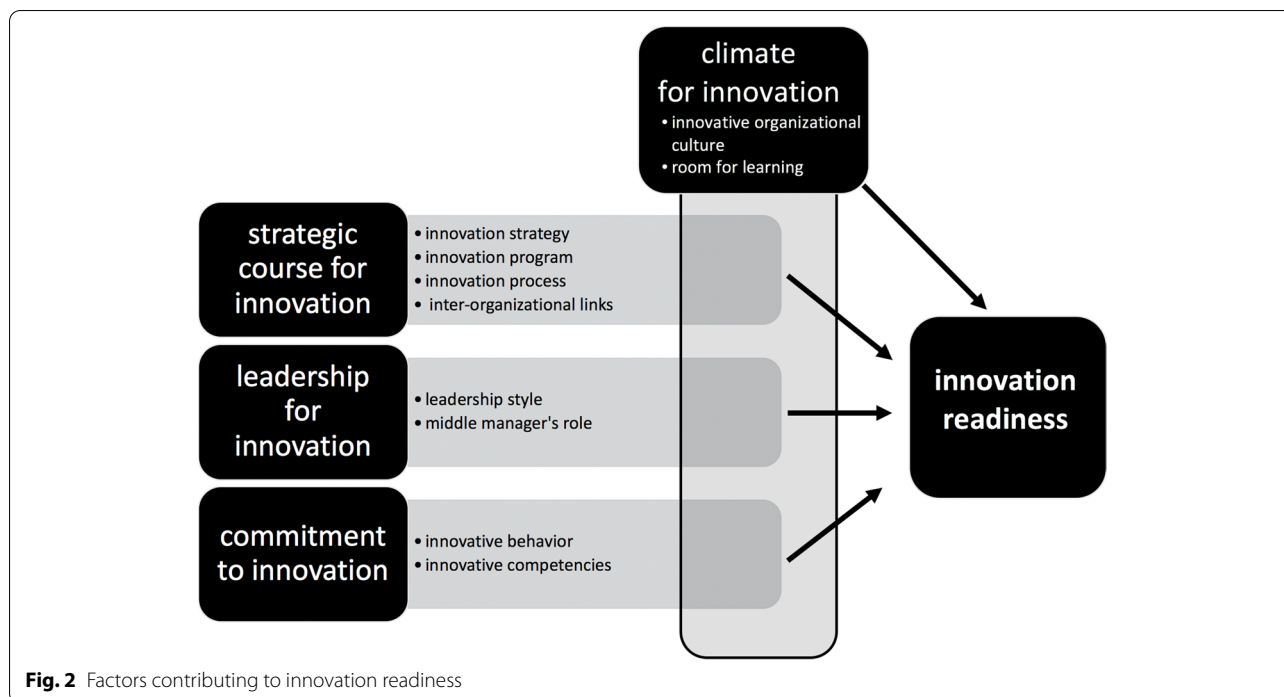 climate
for innovation
• innovative organizational
culture
• room for learning
strategic
course for
innovation
• innovation strategy
• innovation program
• innovation process
• inter-organizational links
leadership
for
innovation
• leadership style
• middle manager's role
commitment
to innovation
• innovative behavior
• innovative competencies
innovation
readiness
Fig. 2 Factors contributing to innovation readiness